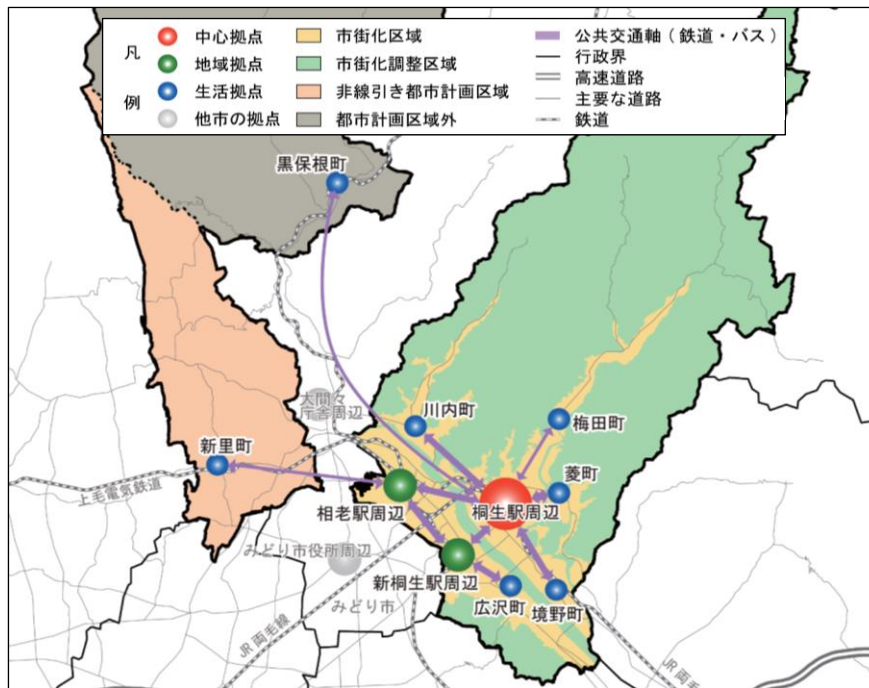 凡
例
中心拠点
地域拠点
生活拠点
他市の拠点
市街化区域
市街化調整区域
非線引き都市計画区域
都市計画区域外
公共交通軸（鉄道・バス）
行政界
高速道路
主要な道路
鉄道
黒保根町
大間々
庁舎周辺
川内町
梅田町
新里町
菱町
上毛電気鉄道
相老駅周辺
桐生駅周辺
みどり市役所周辺
新桐生駅周辺
みどり市
広沢町
境野町
JR 両毛線
JR 両毛